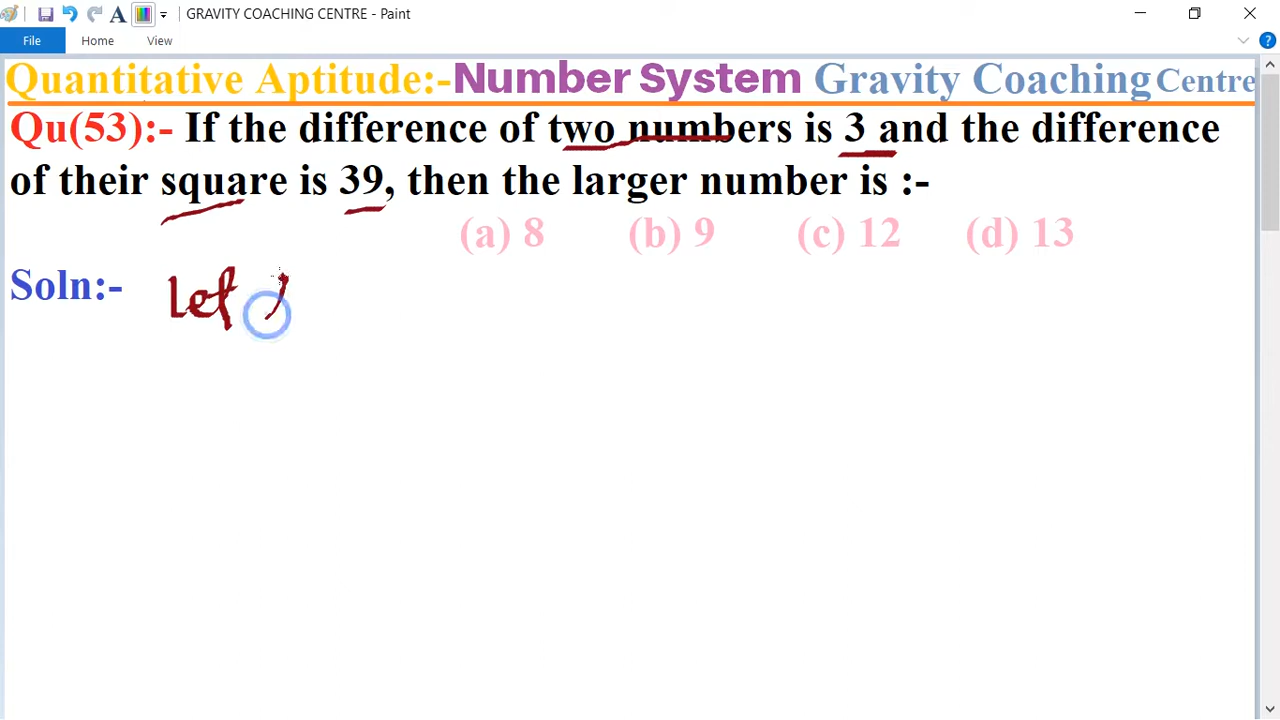 GRAVITY COACHING CENTRE - Paint
File Home View
Quantitative Aptitude:-Number System Gravity Coaching Centre
Qu(53):- If the difference of two numbers is 3 and the difference
of their square is 39, then the larger number is :-
(a) 8 (b) 9 (c) 12 (d) 13
Soln:- Let